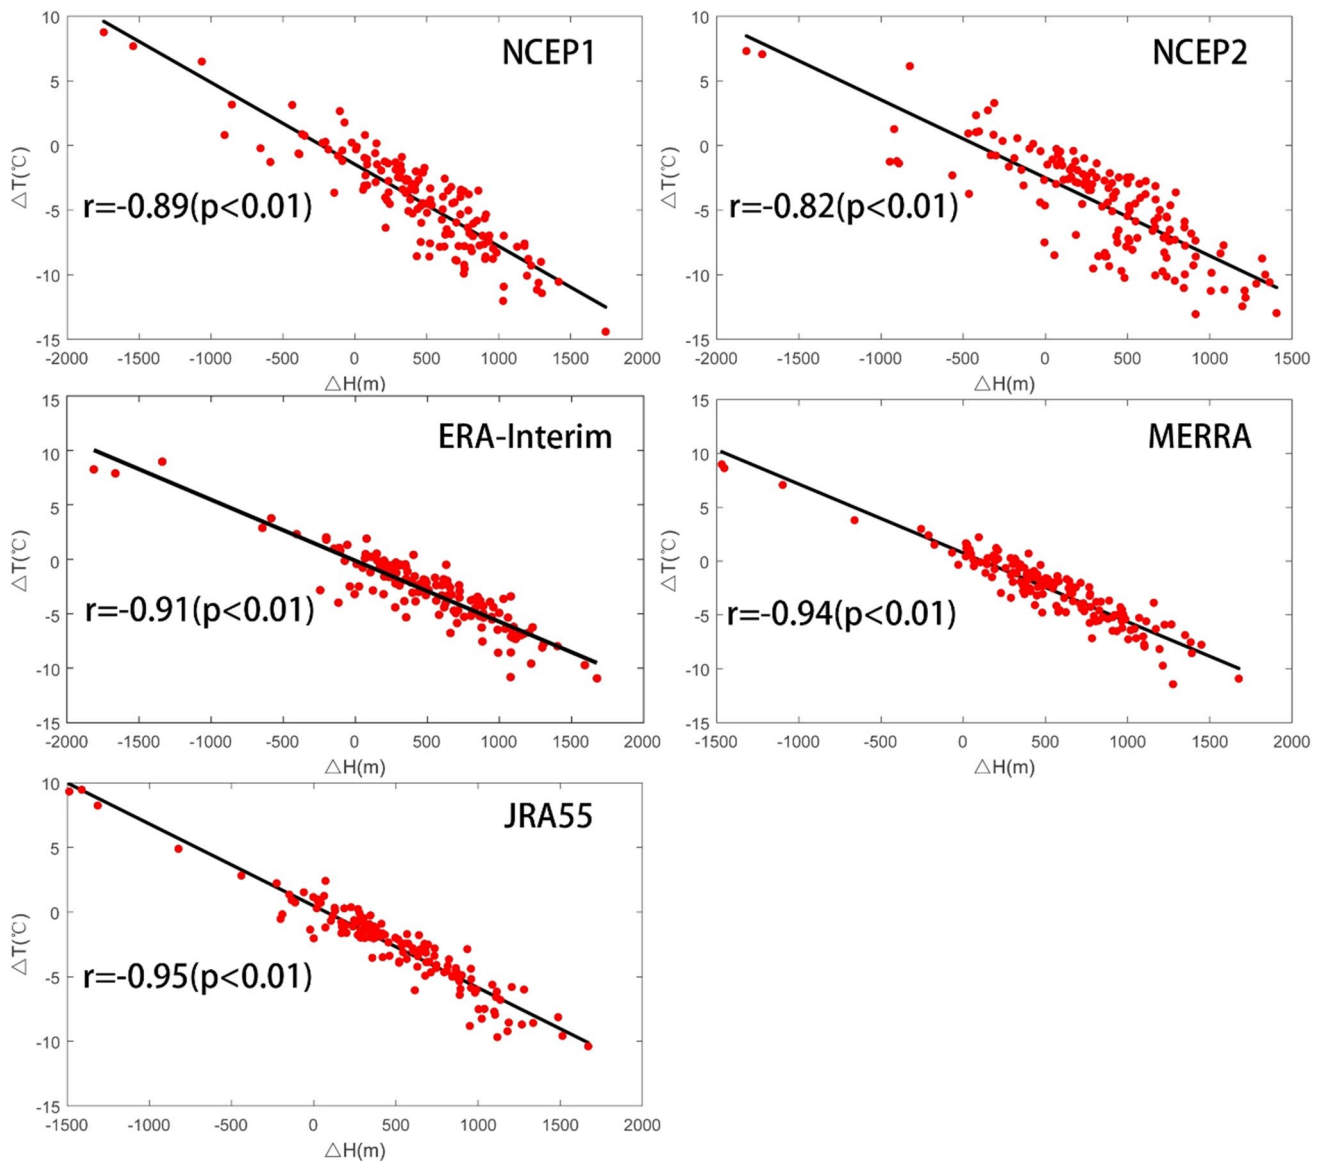 NCEP1
r=-0.89(p<0.01)
△T(℃)
10
5
0
-5
-10
-15
-2000 -1500 -1000 -500 0 500 1000 1500 2000
△H(m)
NCEP2
r=-0.82(p<0.01)
△T(℃)
10
5
0
-5
-10
-15
-2000 -1500 -1000 -500 0 500 1000 1500
△H(m)
ERA-Interim
r=-0.91(p<0.01)
△T(℃)
15
10
5
0
-5
-10
-15
-2000 -1500 -1000 -500 0 500 1000 1500 2000
△H(m)
MERRA
r=-0.94(p<0.01)
△T(℃)
15
10
5
0
-5
-10
-15
-1500 -1000 -500 0 500 1000 1500 2000
△H(m)
JRA55
r=-0.95(p<0.01)
△T(℃)
10
5
0
-5
-10
-15
-1500 -1000 -500 0 500 1000 1500 2000
△H(m)